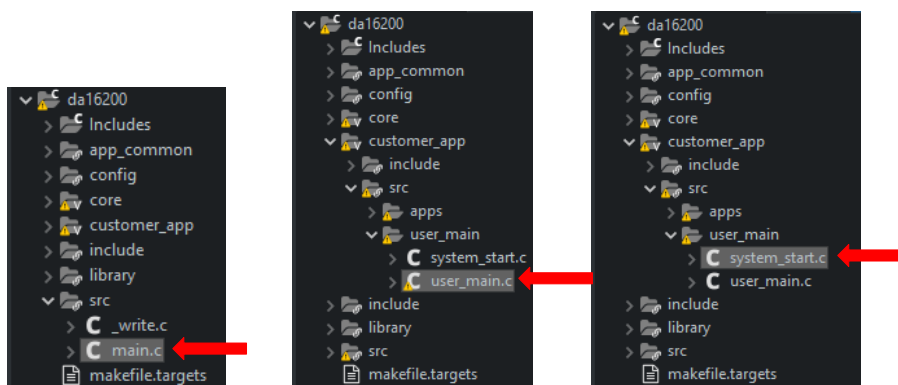 da16200
Includes
app_common
config
core
customer_app
include
library
src
_write.c
main.c
makefile.targets
da16200
Includes
app_common
config
core
customer_app
include
src
apps
user_main
system_start.c
user_main.c
include
library
src
makefile.targets
da16200
Includes
app_common
config
core
customer_app
include
src
apps
user_main
system_start.c
user_main.c
include
library
src
makefile.targets